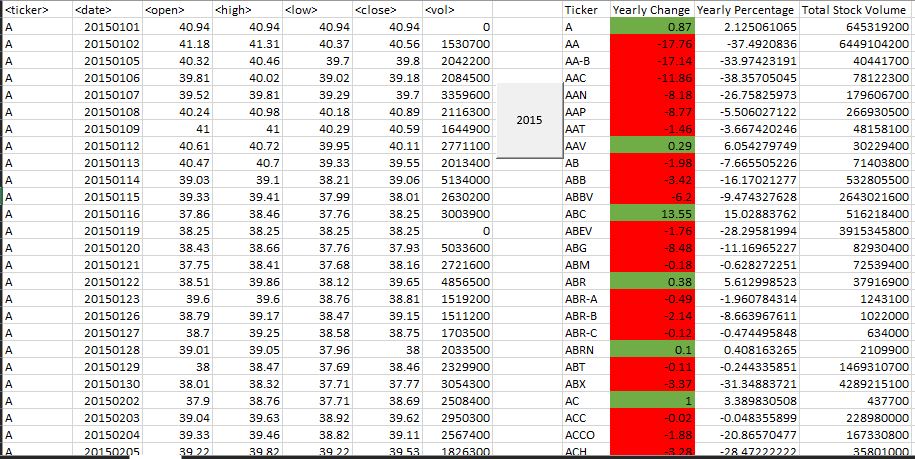 <ticker> <date> <open> <high> <low> <close> <vol> Ticker Yearly Change Yearly Percentage Total Stock Volume
A 20150101 40.94 40.94 40.94 40.94 0 A 0.87 2.125061065 645319200
A 20150102 41.18 41.31 40.37 40.56 1530700 AA -17.76 -37.4920836 6449104200
A 20150105 40.32 40.46 39.7 39.8 2042200 AA-B -17.14 -33.97423191 40441700
A 20150106 39.81 40.02 39.02 39.18 2084500 AAC -11.86 -38.35705045 78122300
A 20150107 39.52 39.81 39.29 39.7 3359600 AAN -8.18 -26.75825973 179606700
A 20150108 40.24 40.98 40.18 40.89 2116300 AAP -8.77 -5.506027122 266930500
A 20150109 41 41 40.29 40.59 1644900 2015 AAT -1.46 -3.667420246 48158100
A 20150112 40.61 40.72 39.95 40.11 2771100 AAV 0.29 6.054279749 30229400
A 20150113 40.47 40.7 39.33 39.55 2013400 AB -1.98 -7.665505226 71403800
A 20150114 39.03 39.1 38.21 39.06 5134000 ABB -3.42 -16.17021277 532805500
A 20150115 39.33 39.41 37.99 38.01 2630200 ABBV -6.2 -9.474327628 2643021600
A 20150116 37.86 38.46 37.76 38.25 3003900 ABC 13.55 15.02883762 516218400
A 20150119 38.25 38.25 38.25 38.25 0 ABEV -1.76 -28.29581994 3915345800
A 20150120 38.43 38.66 37.76 37.93 5033600 ABG -8.48 -11.16965227 82930400
A 20150121 37.75 38.41 37.68 38.16 2721600 ABM -0.18 -0.628272251 72539400
A 20150122 38.51 39.86 38.12 39.65 4856500 ABR 0.38 5.612998523 37916900
A 20150123 39.6 39.6 38.76 38.81 1519200 ABR-A -0.49 -1.960784314 1243100
A 20150126 38.79 39.17 38.47 39.15 1511200 ABR-B -2.14 -8.663967611 1022000
A 20150127 38.7 39.25 38.58 38.75 1703500 ABR-C -0.12 -0.474495848 634000
A 20150128 39.01 39.05 37.96 38 2033500 ABRN 0.1 0.408163265 2109900
A 20150129 38 38.47 37.69 38.46 2329900 ABT -0.11 -0.244335851 1469310700
A 20150130 38.01 38.32 37.71 37.77 3054300 ABX -3.37 -31.34883721 4289215100
A 20150202 37.9 38.76 37.71 38.69 2508400 AC 1 3.389830508 437700
A 20150203 39.04 39.63 38.92 39.62 2950300 ACC -0.02 -0.048355899 228980000
A 20150204 39.33 39.46 38.82 39.11 2567400 ACCO -1.88 -20.86570477 167330800
A 20150205 39.22 39.82 39.22 39.53 1826300 ACH -3.28 -28.47222222 35801000